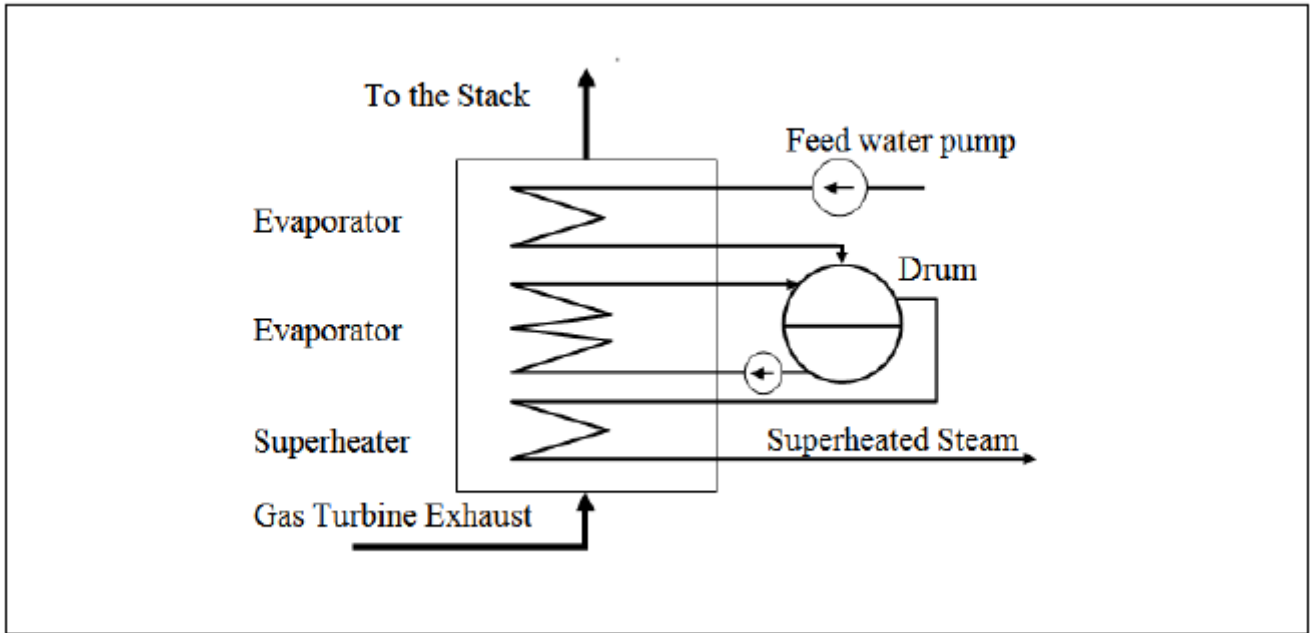 To the Stack
Feed water pump
Evaporator
Drum
Evaporator
Superheater
Superheated Steam
Gas Turbine Exhaust